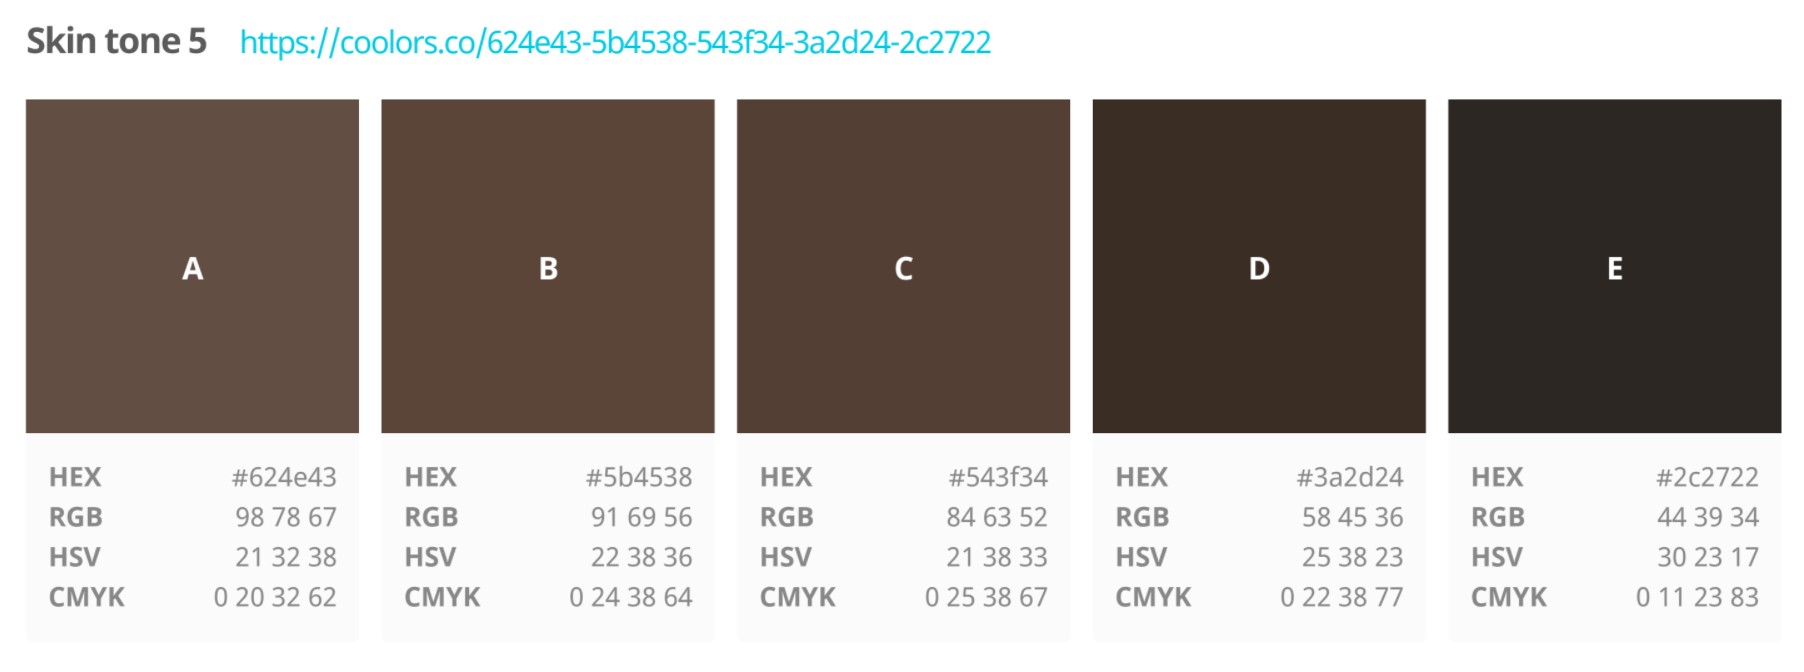 Skin tone 5 https://coolors.co/624e43-5b4538-543f34-3a2d24-2c2722
A
B
C
D
E
HEX #624e43
RGB 98 78 67
HSV 21 32 38
CMYK 0 20 32 62
HEX #5b4538
RGB 91 69 56
HSV 22 38 36
CMYK 0 24 38 64
HEX #543f34
RGB 84 63 52
HSV 21 38 33
CMYK 0 25 38 67
HEX #3a2d24
RGB 58 45 36
HSV 25 38 23
CMYK 0 22 38 77
HEX #2c2722
RGB 44 39 34
HSV 30 23 17
CMYK 0 11 23 83